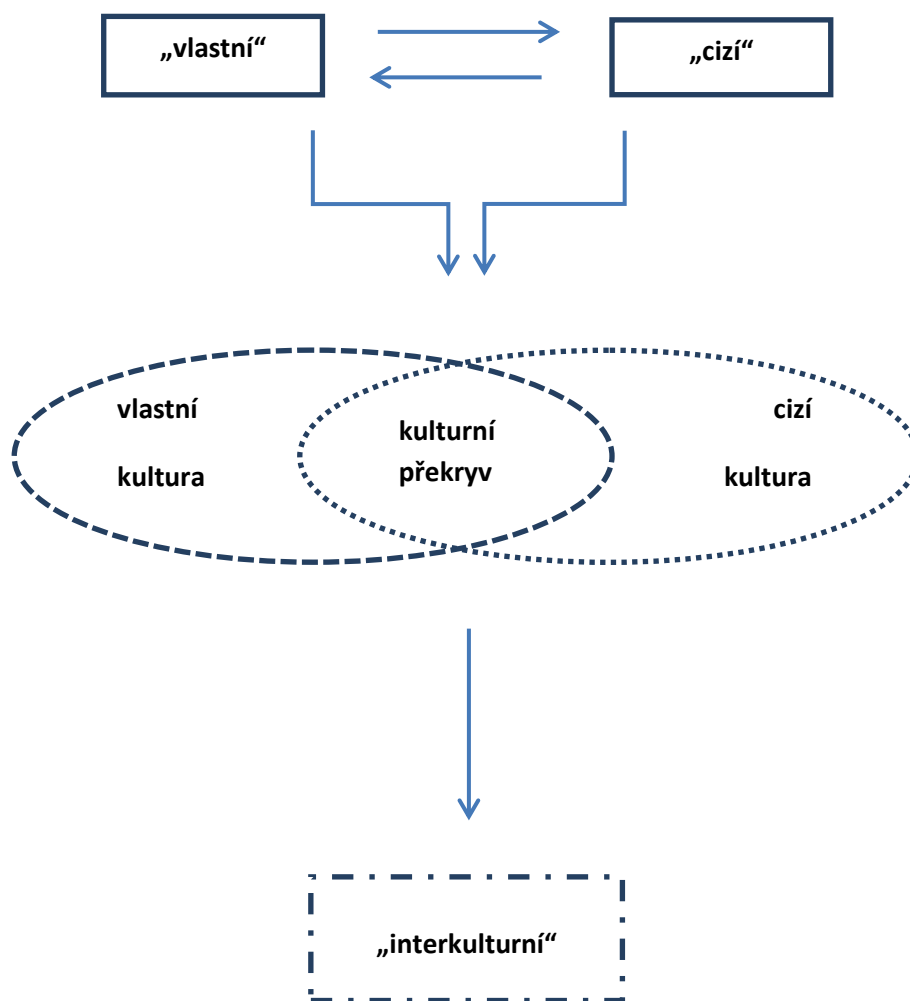 „vlastní“
„cizí“
vlastní
kultura
kulturní
překryv
cizí
kultura
„interkulturní“